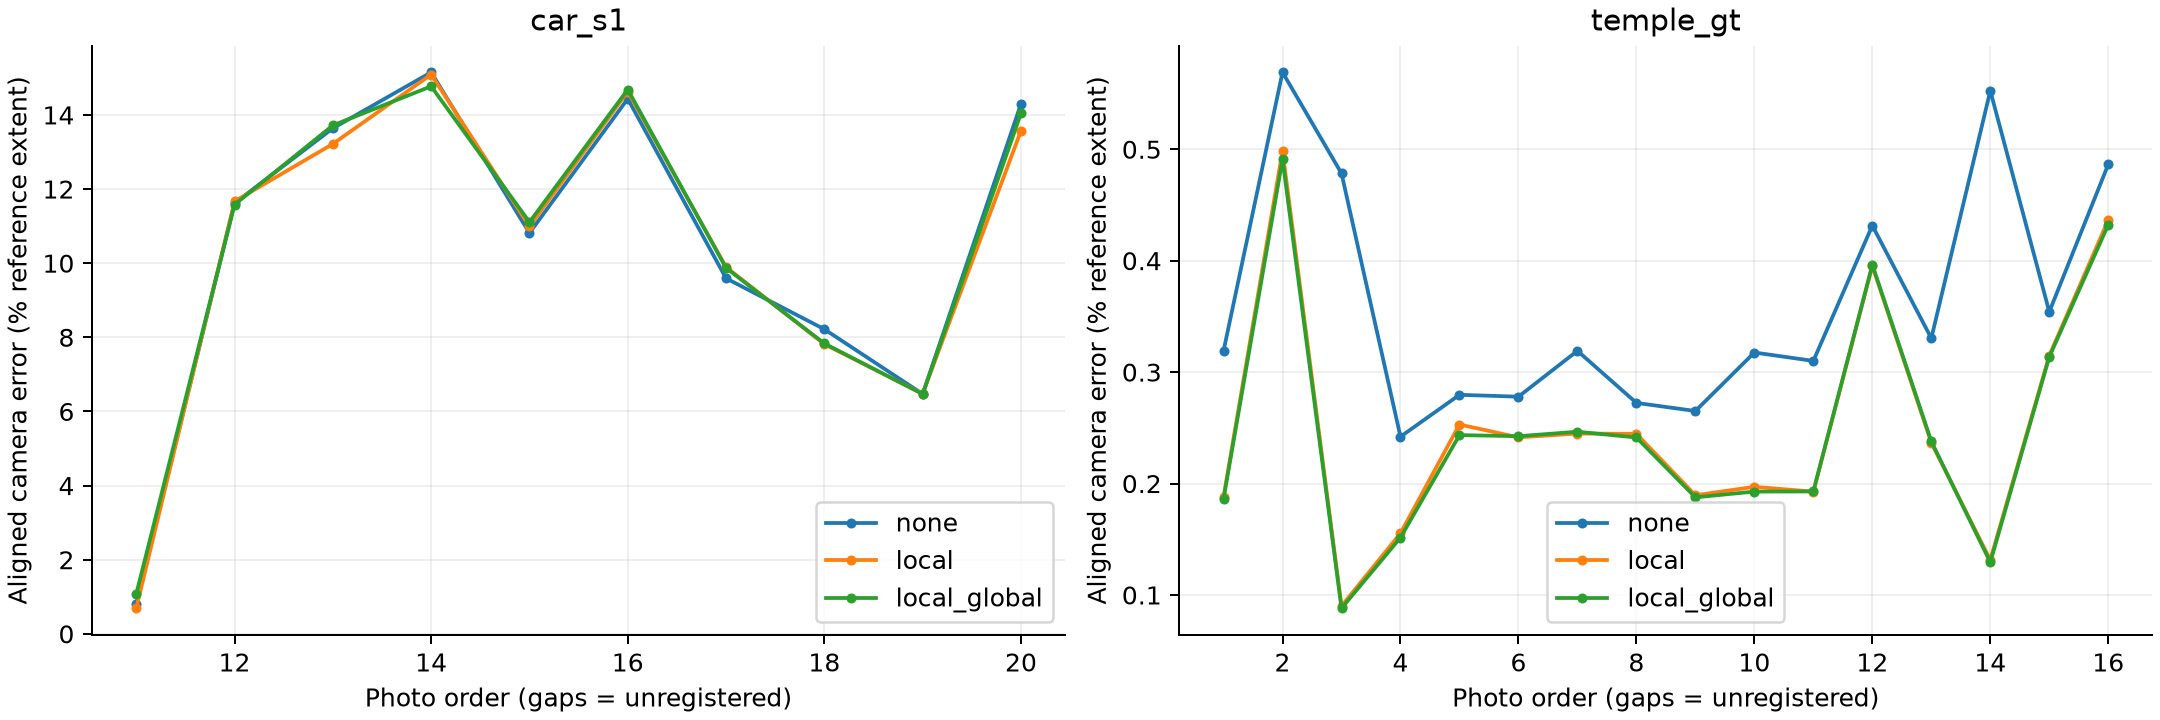 car_s1
Aligned camera error (% reference extent)
14
12
10
8
6
4
2
0
12
14
16
18
20
Photo order (gaps = unregistered)
none
local
local_global
temple_gt
Aligned camera error (% reference extent)
0.5
0.4
0.3
0.2
0.1
2
4
6
8
10
12
14
16
Photo order (gaps = unregistered)
none
local
local_global